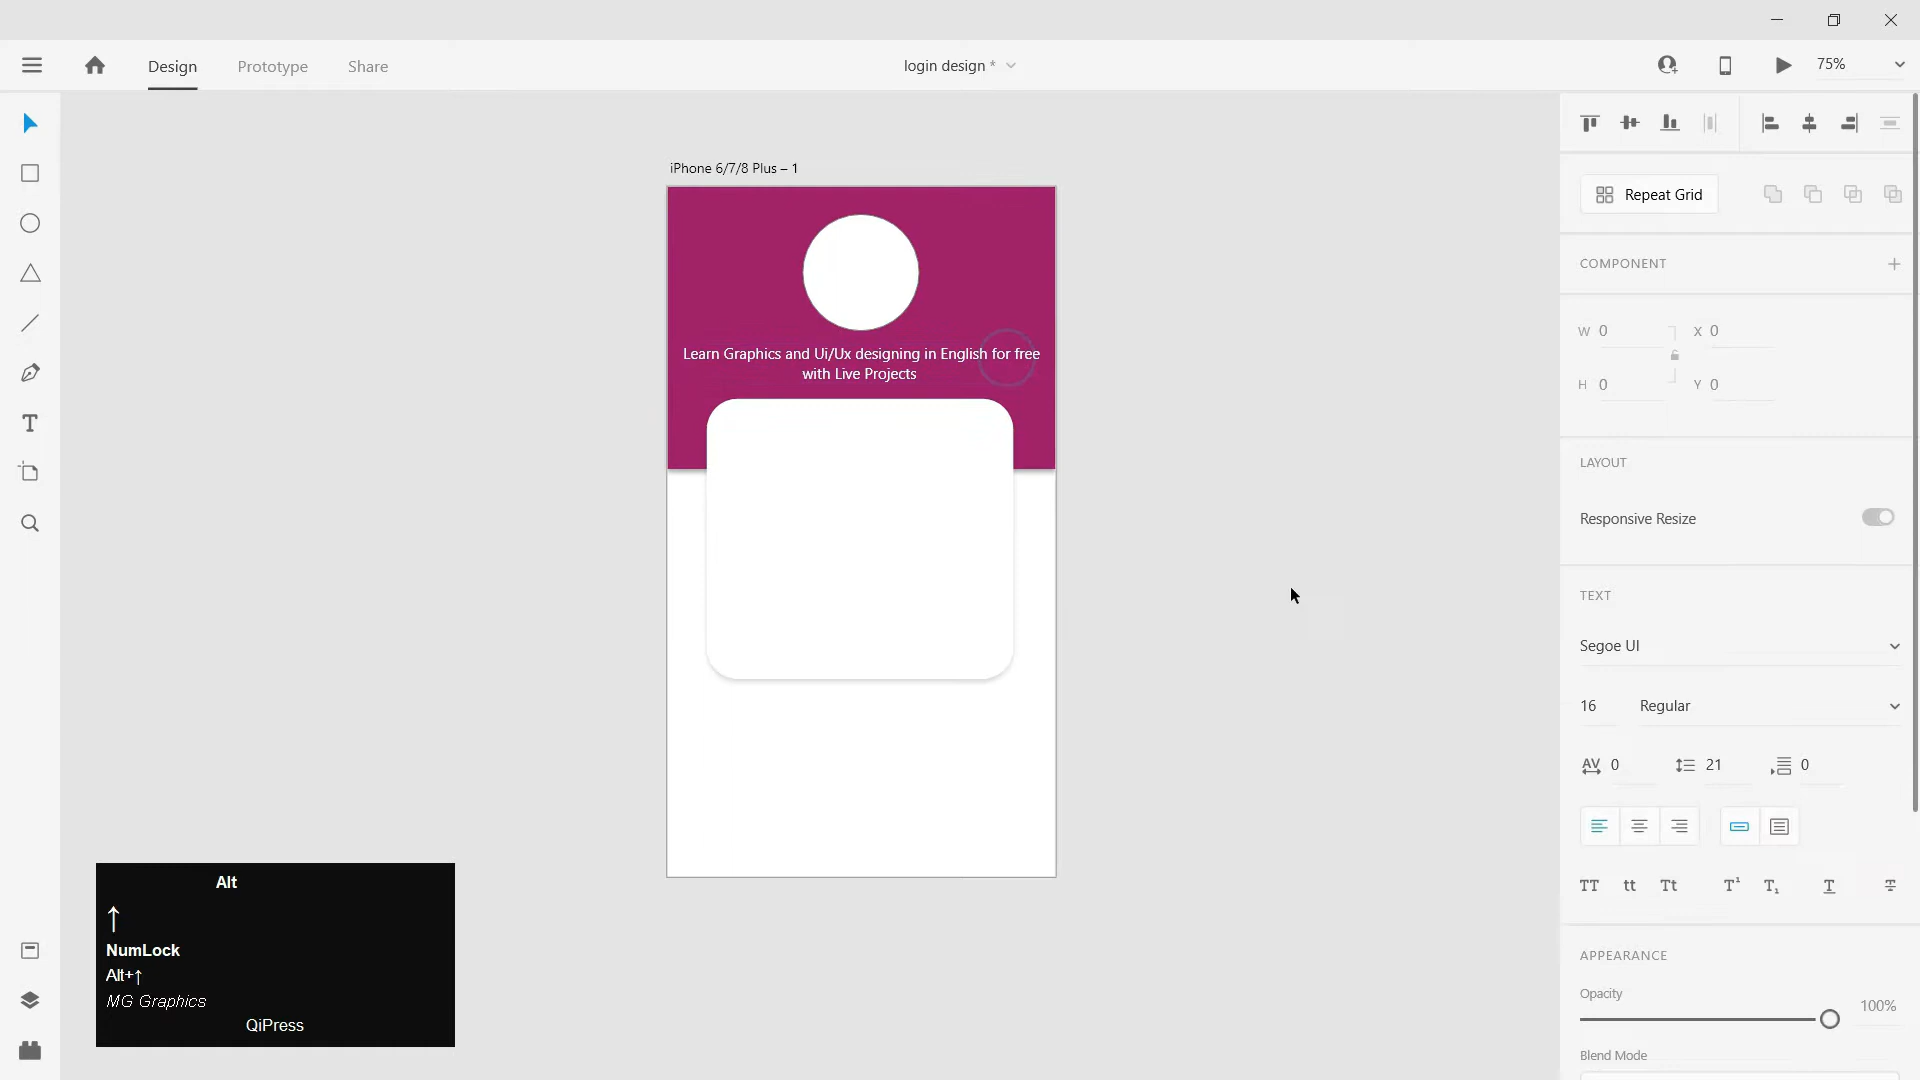 Design
Prototype
Share
login design *
75%
iPhone 6/7/8 Plus – 1
Learn Graphics and Ui/Ux designing in English for free
with Live Projects
Repeat Grid
COMPONENT
W 0
X 0
H 0
Y 0
LAYOUT
Responsive Resize
TEXT
Segoe UI
16
Regular
AV 0
21
0
TT tt Tt T¹ T₁ T T
APPEARANCE
Opacity
100%
Blend Mode
Alt
↑
NumLock
Alt+↑
MG Graphics
QiPress